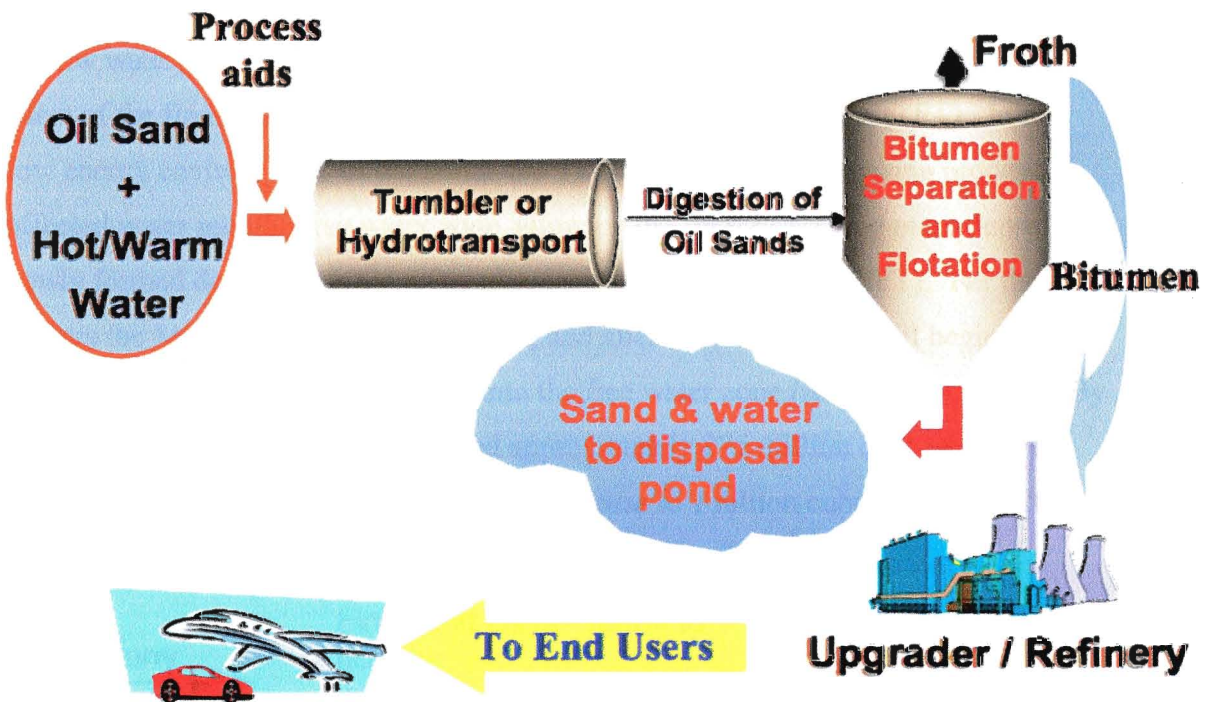 Process
aids
Oil Sand
+
Hot/Warm
Water
Tumbler or
Hydrotransport
Digestion of
Oil Sands
Froth
Bitumen
Separation
and
Flotation
Bitumen
Sand & water
to disposal
pond
Upgrader / Refinery
To End Users